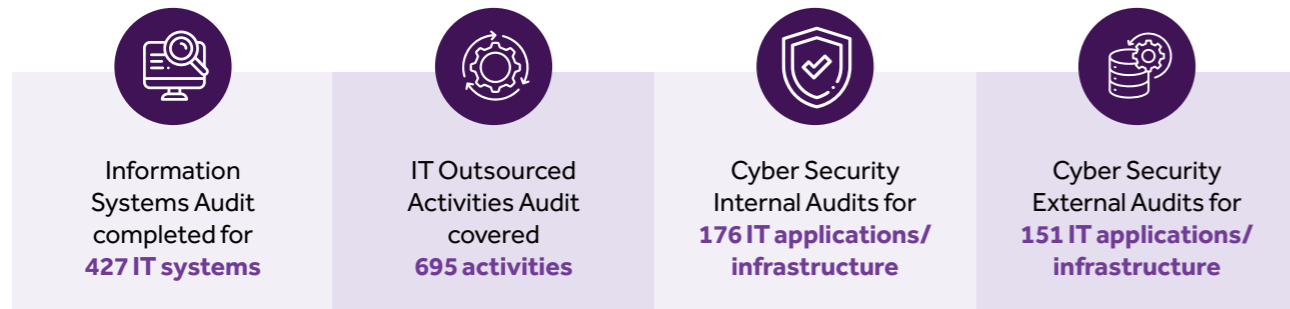 Information
Systems Audit
completed for
427 IT systems
IT Outsourced
Activities Audit
covered
695 activities
Cyber Security
Internal Audits for
176 IT applications/
infrastructure
Cyber Security
External Audits for
151 IT applications/
infrastructure